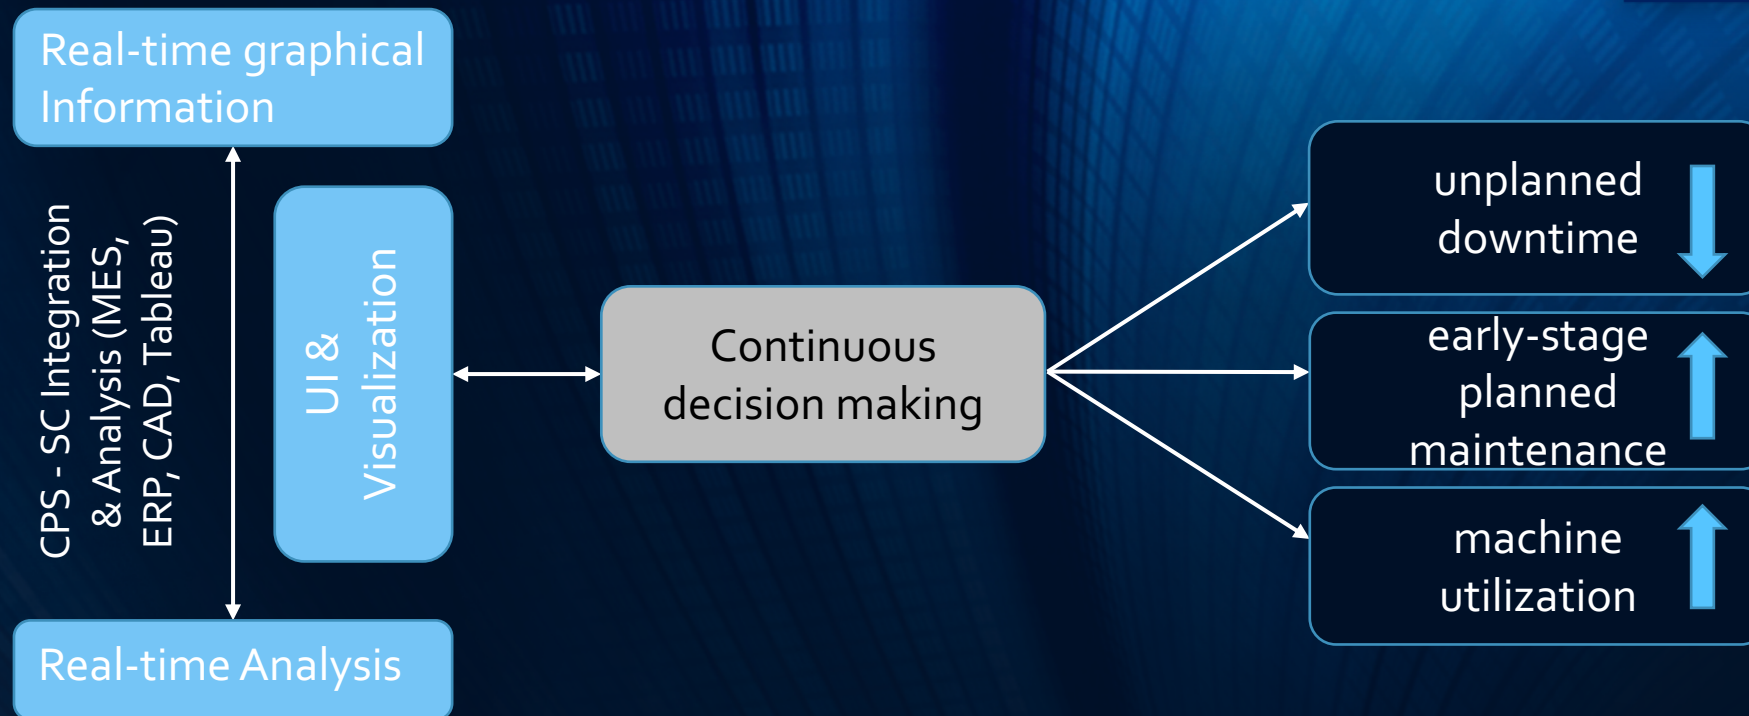 Real-time graphical
Information
CPS - SC Integration
& Analysis (MES,
ERP, CAD, Tableau)
UI &
Visualization
Real-time Analysis
Continuous
decision making
unplanned
downtime
early-stage
planned
maintenance
machine
utilization